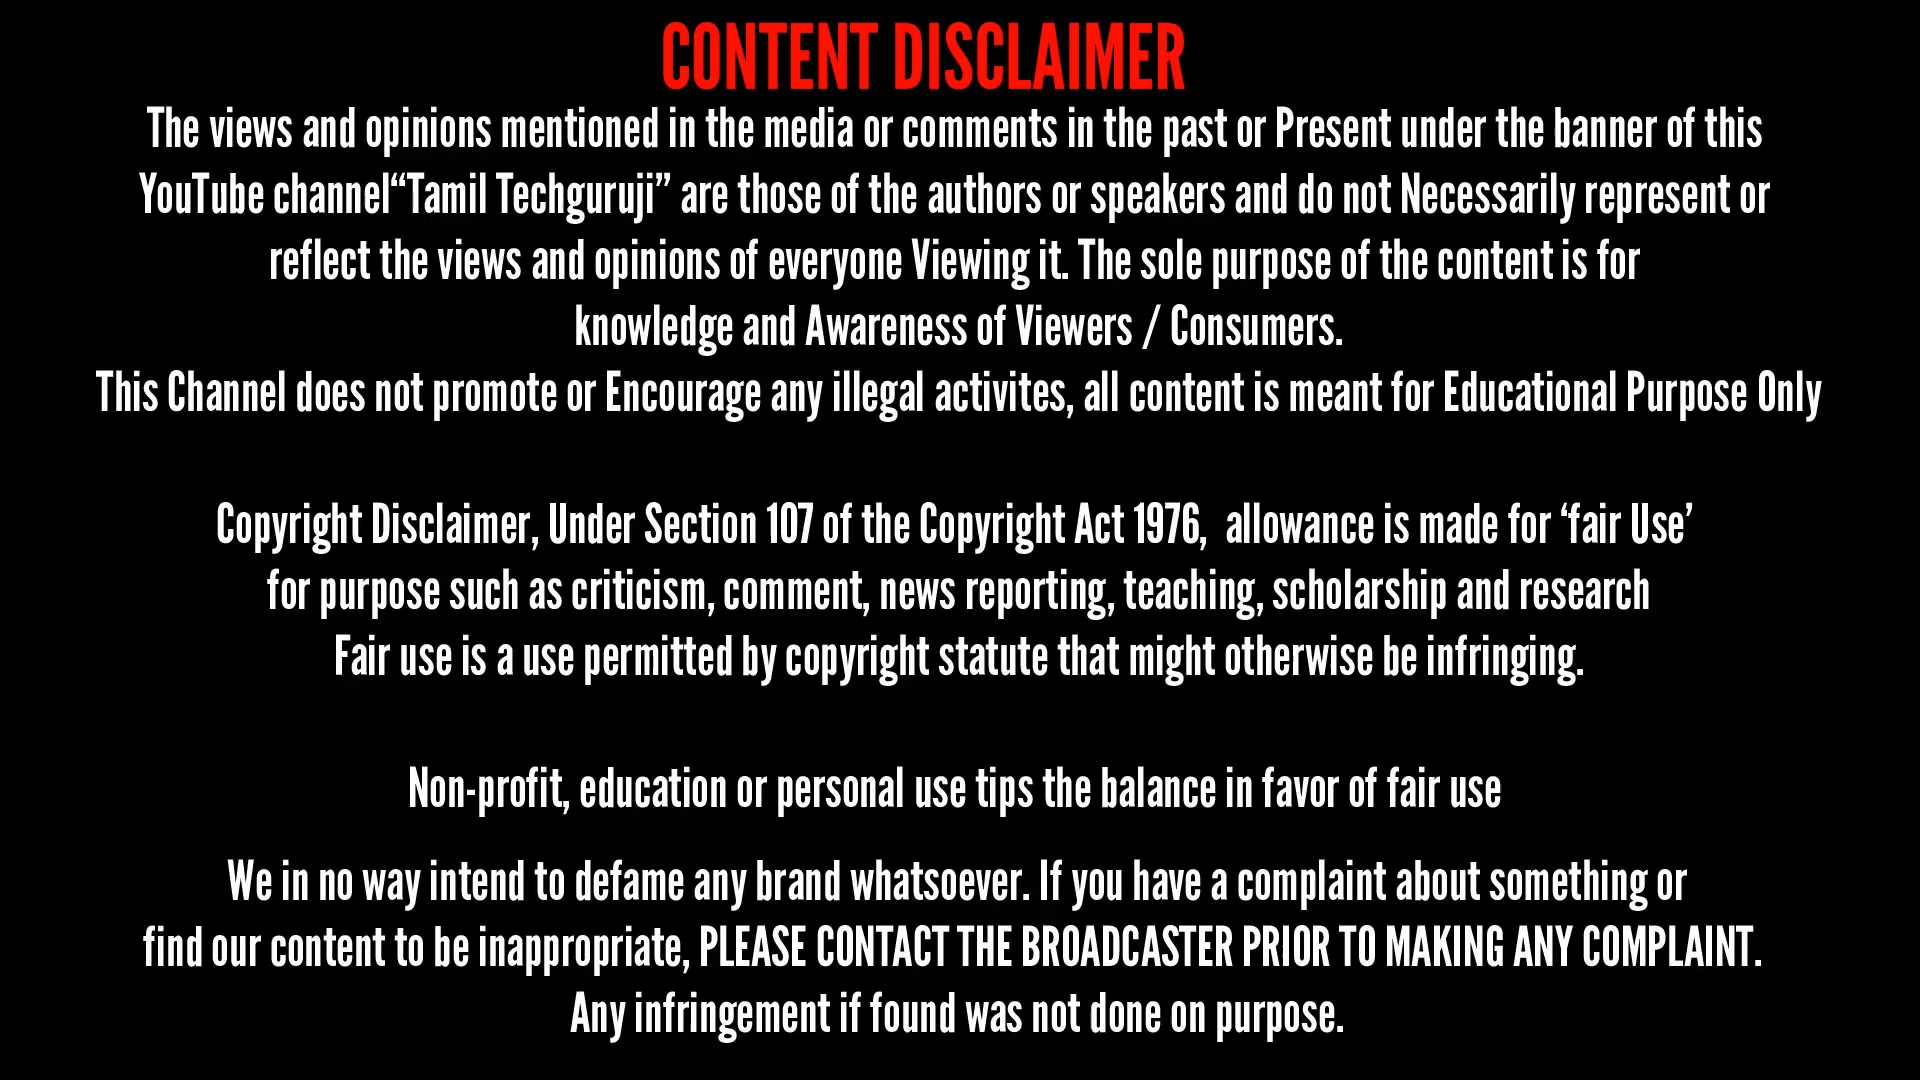 CONTENT DISCLAIMER
The views and opinions mentioned in the media or comments in the past or Present under the banner of this
YouTube channel“Tamil Techguruji” are those of the authors or speakers and do not Necessarily represent or
reflect the views and opinions of everyone Viewing it. The sole purpose of the content is for
knowledge and Awareness of Viewers / Consumers.
This Channel does not promote or Encourage any illegal activites, all content is meant for Educational Purpose Only
Copyright Disclaimer, Under Section 107 of the Copyright Act 1976, allowance is made for ‘fair Use’
for purpose such as criticism, comment, news reporting, teaching, scholarship and research
Fair use is a use permitted by copyright statute that might otherwise be infringing.
Non-profit, education or personal use tips the balance in favor of fair use
We in no way intend to defame any brand whatsoever. If you have a complaint about something or
find our content to be inappropriate, PLEASE CONTACT THE BROADCASTER PRIOR TO MAKING ANY COMPLAINT.
Any infringement if found was not done on purpose.